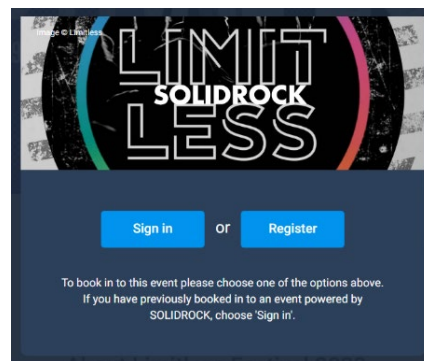 Image © Limitless
LIMIT
SOLIDROCK
LESS
Sign in or Register
To book in to this event please choose one of the options above.
If you have previously booked in to an event powered by
SOLIDROCK, choose 'Sign in'.